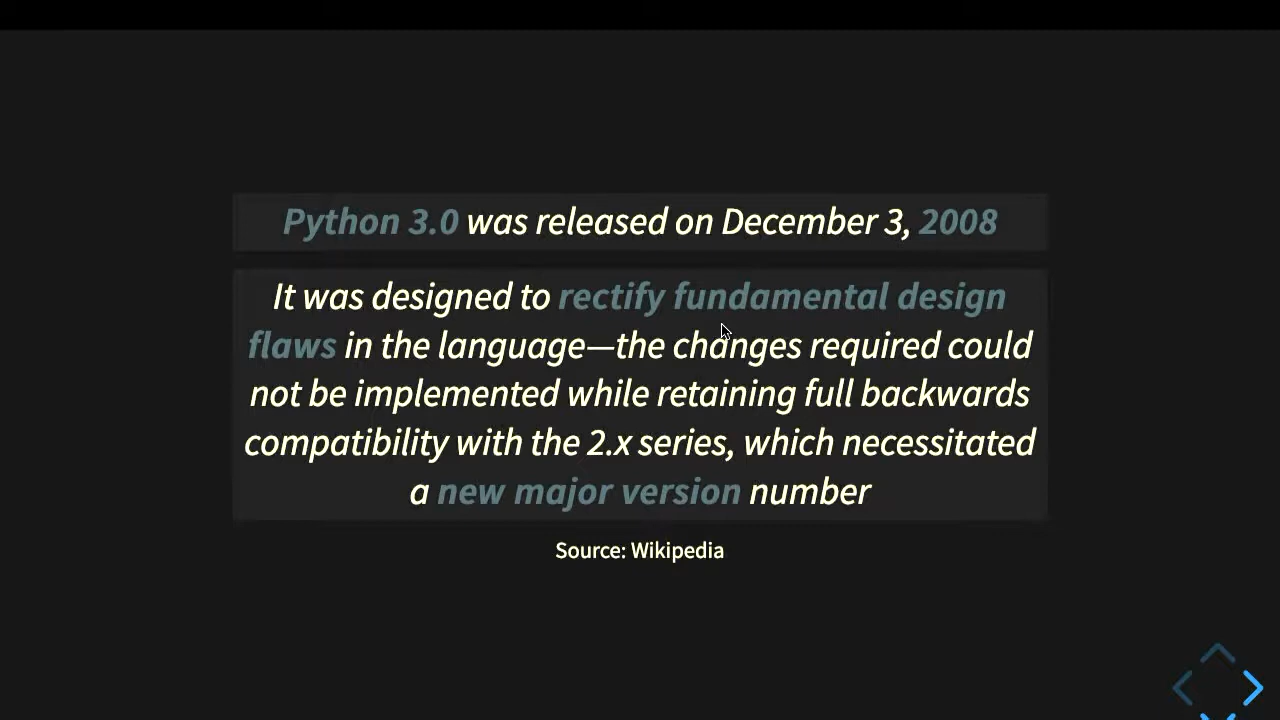 Python 3.0 was released on December 3, 2008
It was designed to rectify fundamental design
flaws in the language—the changes required could
not be implemented while retaining full backwards
compatibility with the 2.x series, which necessitated
a new major version number
Source: Wikipedia